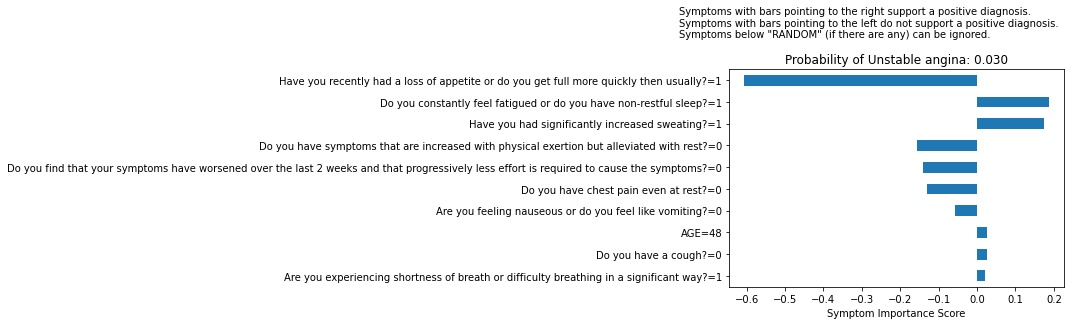 Symptoms with bars pointing to the right support a positive diagnosis.
Symptoms with bars pointing to the left do not support a positive diagnosis.
Symptoms below "RANDOM" (if there are any) can be ignored.
Probability of Unstable angina: 0.030
Have you recently had a loss of appetite or do you get full more quickly then usually?=1
Do you constantly feel fatigued or do you have non-restful sleep?=1
Have you had significantly increased sweating?=1
Do you have symptoms that are increased with physical exertion but alleviated with rest?=0
Do you find that your symptoms have worsened over the last 2 weeks and that progressively less effort is required to cause the symptoms?=0
Do you have chest pain even at rest?=0
Are you feeling nauseous or do you feel like vomiting?=0
AGE=48
Do you have a cough?=0
Are you experiencing shortness of breath or difficulty breathing in a significant way?=1
−0.6 −0.5 −0.4 −0.3 −0.2 −0.1 0.0 0.1 0.2
Symptom Importance Score